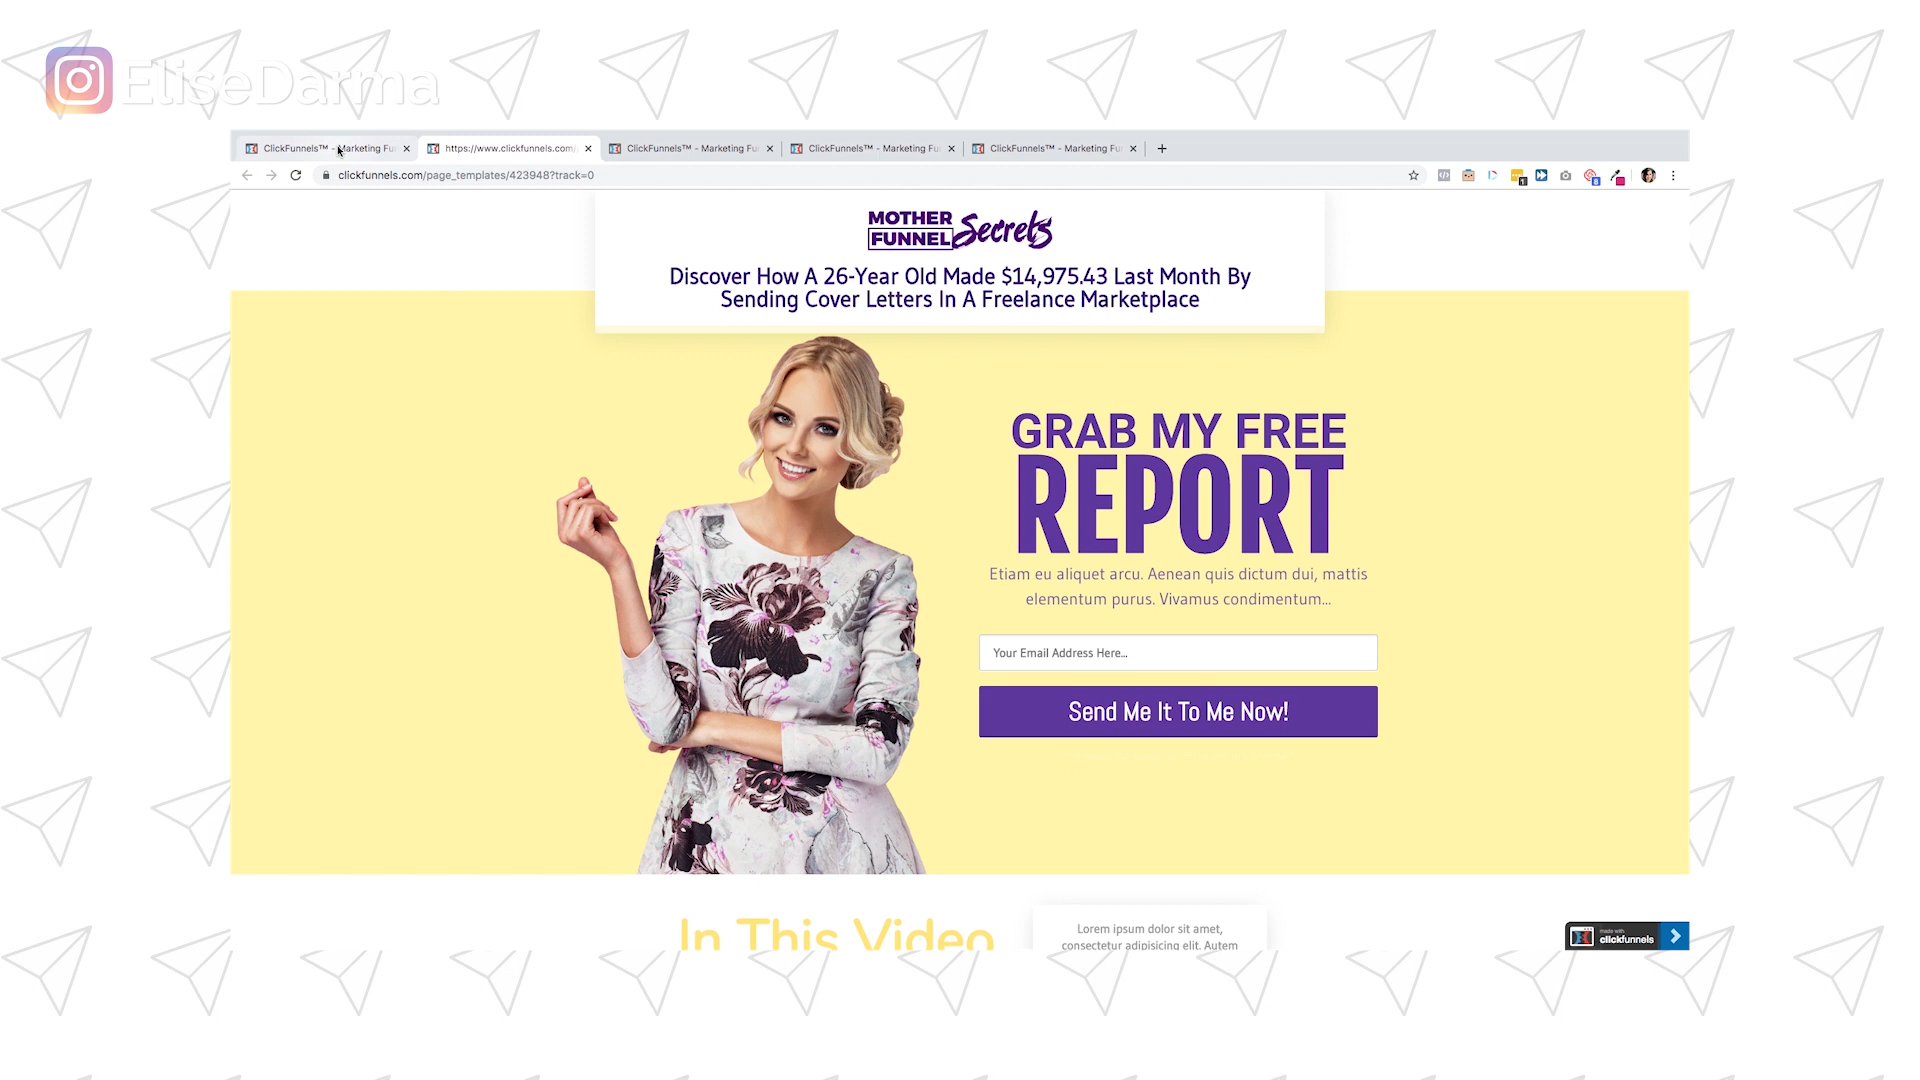 EliseDarma
ClickFunnels™ - Marketing Fu
https://www.clickfunnels.com/
ClickFunnels™ - Marketing Fu
ClickFunnels™ - Marketing Fu
ClickFunnels™ - Marketing Fu
clickfunnels.com/page_templates/423948?track=0
MOTHER
FUNNEL Secrets
Discover How A 26-Year Old Made $14,975.43 Last Month By
Sending Cover Letters In A Freelance Marketplace
GRAB MY FREE
REPORT
Etiam eu aliquet arcu. Aenean quis dictum dui, mattis
elementum purus. Vivamus condimentum...
Your Email Address Here...
Send Me It To Me Now!
In This Video
Lorem ipsum dolor sit amet,
consectetur adipisicing elit. Autem
made with
clickfunnels